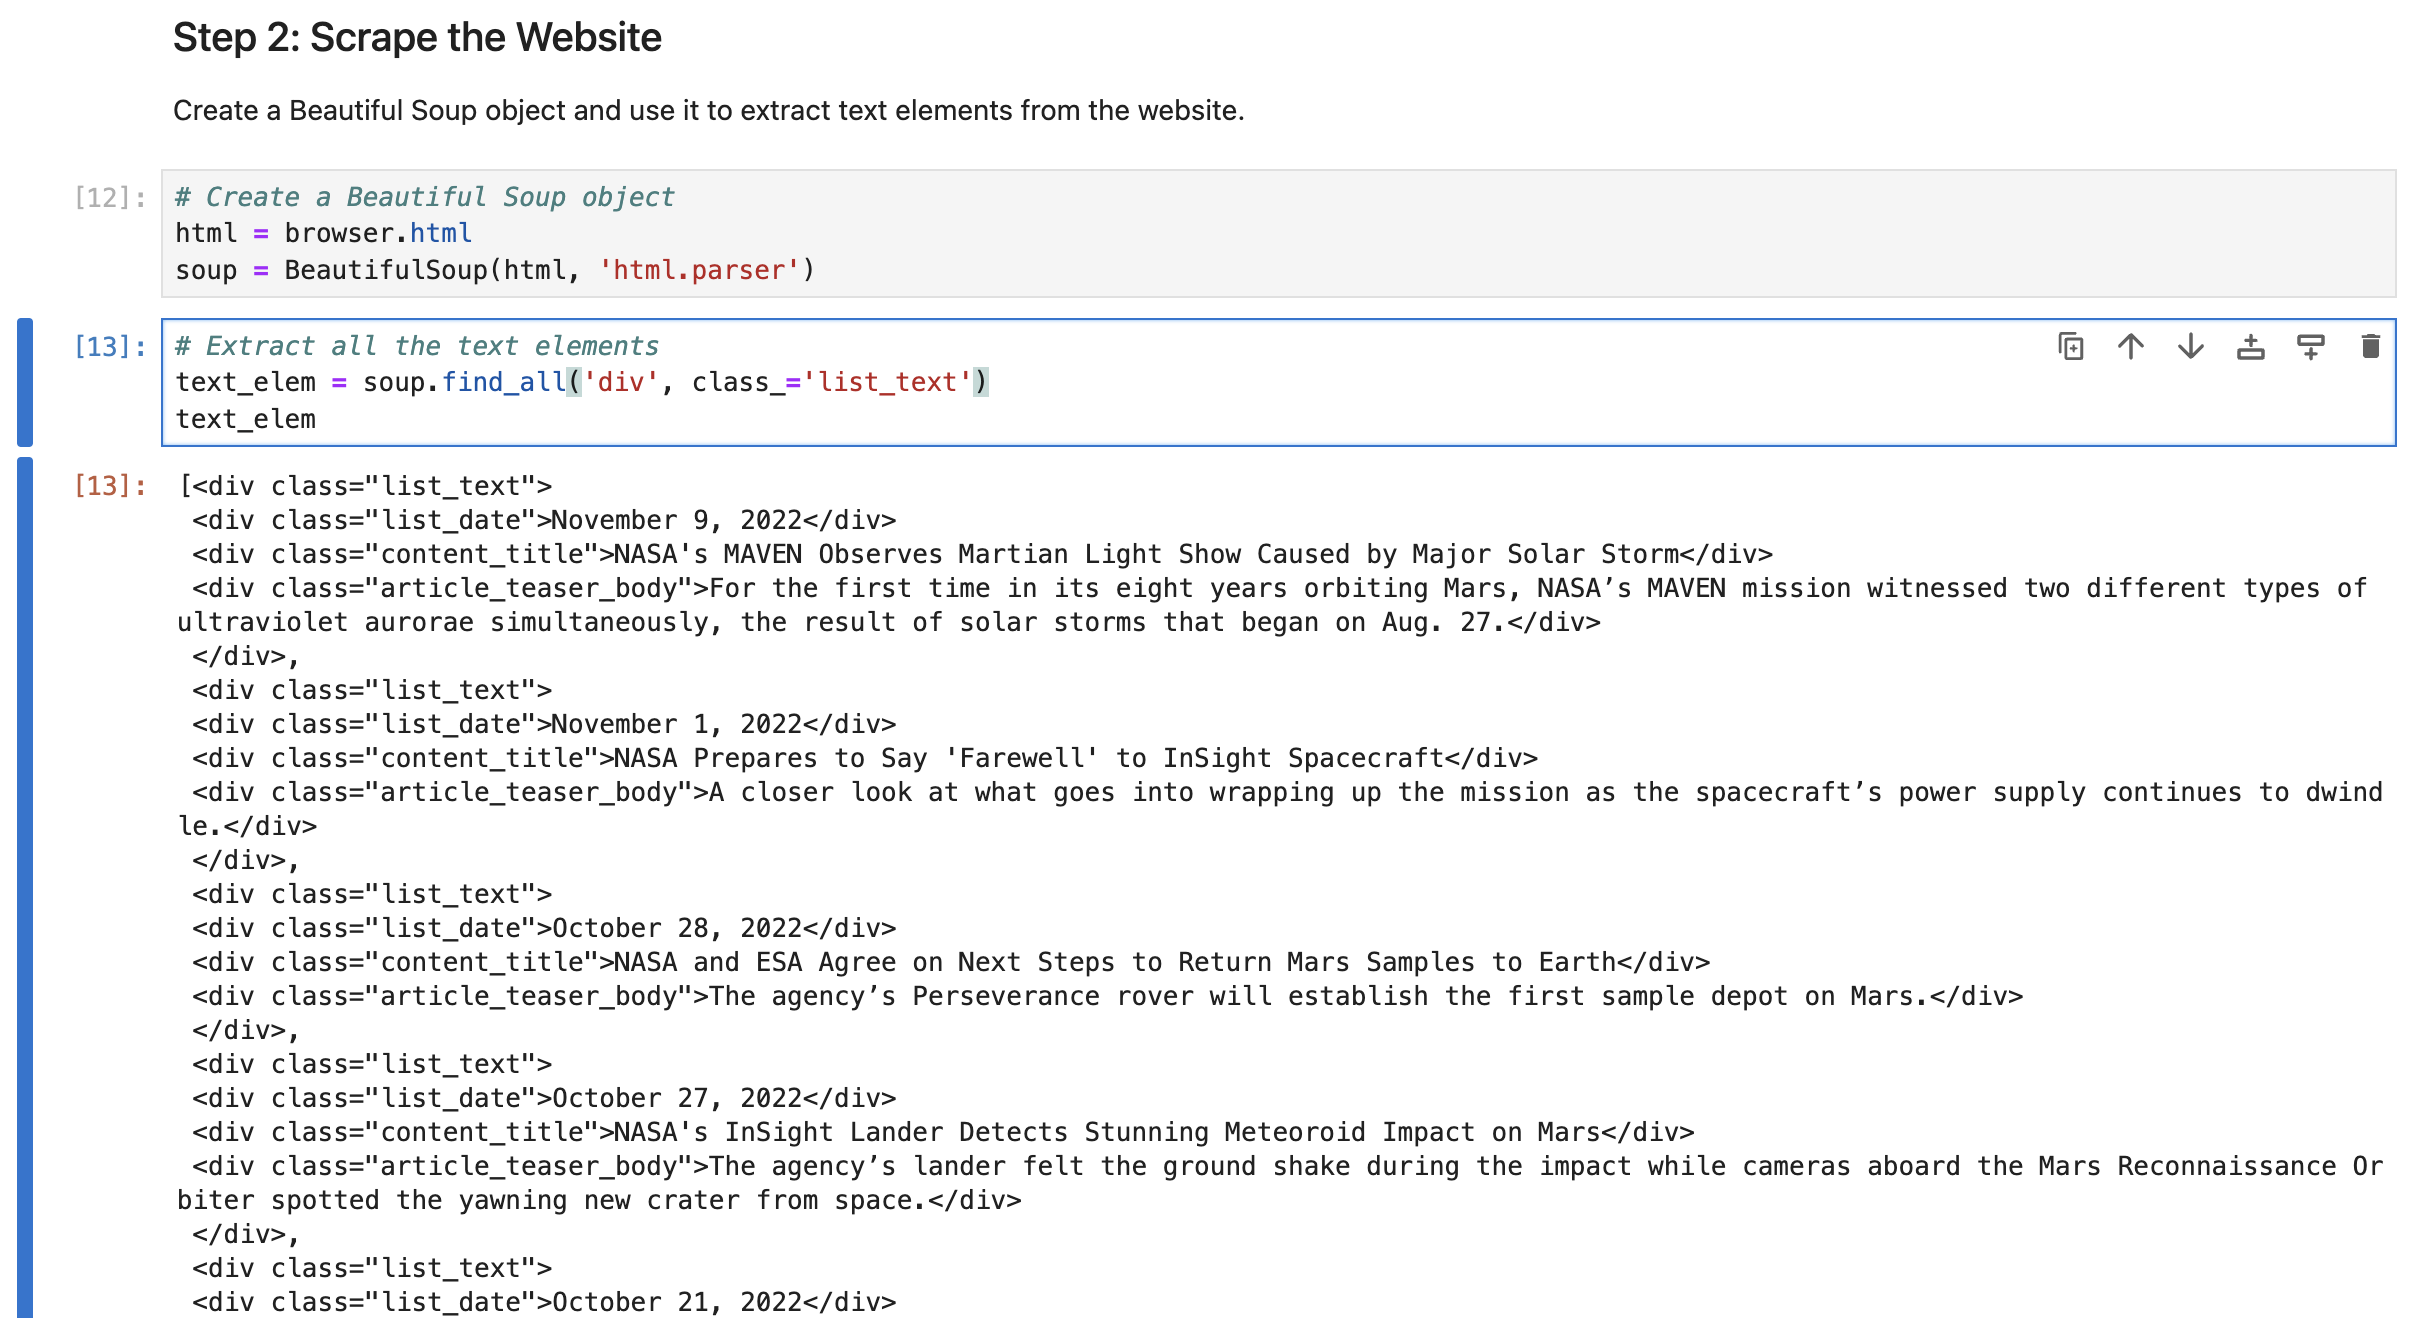 Step 2: Scrape the Website
Create a Beautiful Soup object and use it to extract text elements from the website.
[12]: # Create a Beautiful Soup object
html = browser.html
soup = BeautifulSoup(html, 'html.parser')
[13]: # Extract all the text elements
text_elem = soup.find_all('div', class_='list_text')
text_elem
[13]: [<div class="list_text">
<div class="list_date">November 9, 2022</div>
<div class="content_title">NASA's MAVEN Observes Martian Light Show Caused by Major Solar Storm</div>
<div class="article_teaser_body">For the first time in its eight years orbiting Mars, NASA’s MAVEN mission witnessed two different types of
ultraviolet aurorae simultaneously, the result of solar storms that began on Aug. 27.</div>
</div>,
<div class="list_text">
<div class="list_date">November 1, 2022</div>
<div class="content_title">NASA Prepares to Say 'Farewell' to InSight Spacecraft</div>
<div class="article_teaser_body">A closer look at what goes into wrapping up the mission as the spacecraft’s power supply continues to dwind
le.</div>
</div>,
<div class="list_text">
<div class="list_date">October 28, 2022</div>
<div class="content_title">NASA and ESA Agree on Next Steps to Return Mars Samples to Earth</div>
<div class="article_teaser_body">The agency’s Perseverance rover will establish the first sample depot on Mars.</div>
</div>,
<div class="list_text">
<div class="list_date">October 27, 2022</div>
<div class="content_title">NASA's InSight Lander Detects Stunning Meteoroid Impact on Mars</div>
<div class="article_teaser_body">The agency’s lander felt the ground shake during the impact while cameras aboard the Mars Reconnaissance Or
biter spotted the yawning new crater from space.</div>
</div>,
<div class="list_text">
<div class="list_date">October 21, 2022</div>